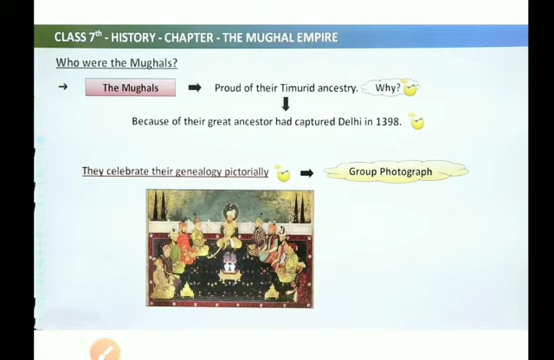 CLASS 7th - HISTORY - CHAPTER - THE MUGHAL EMPIRE
Who were the Mughals?
The Mughals Proud of their Timurid ancestry. Why?
Because of their great ancestor had captured Delhi in 1398.
They celebrate their genealogy pictorially Group Photograph